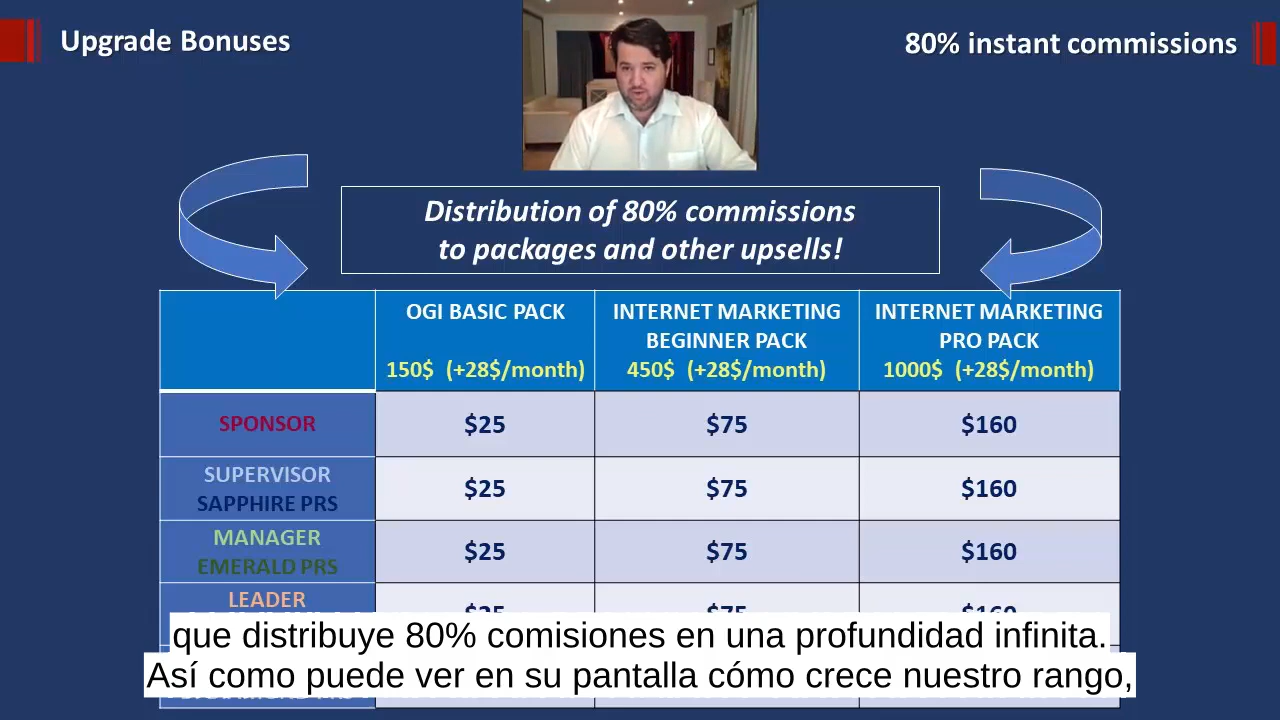 Upgrade Bonuses
80% instant commissions
Distribution of 80% commissions
to packages and other upsells!
OGI BASIC PACK
150$ (+28$/month)
INTERNET MARKETING
BEGINNER PACK
450$ (+28$/month)
INTERNET MARKETING
PRO PACK
1000$ (+28$/month)
SPONSOR
$25
$75
$160
SUPERVISOR
SAPPHIRE PRS
$25
$75
$160
MANAGER
EMERALD PRS
$25
$75
$160
LEADER
$25
$75
$160
que distribuye 80% comisiones en una profundidad infinita.
Así como puede ver en su pantalla cómo crece nuestro rango,